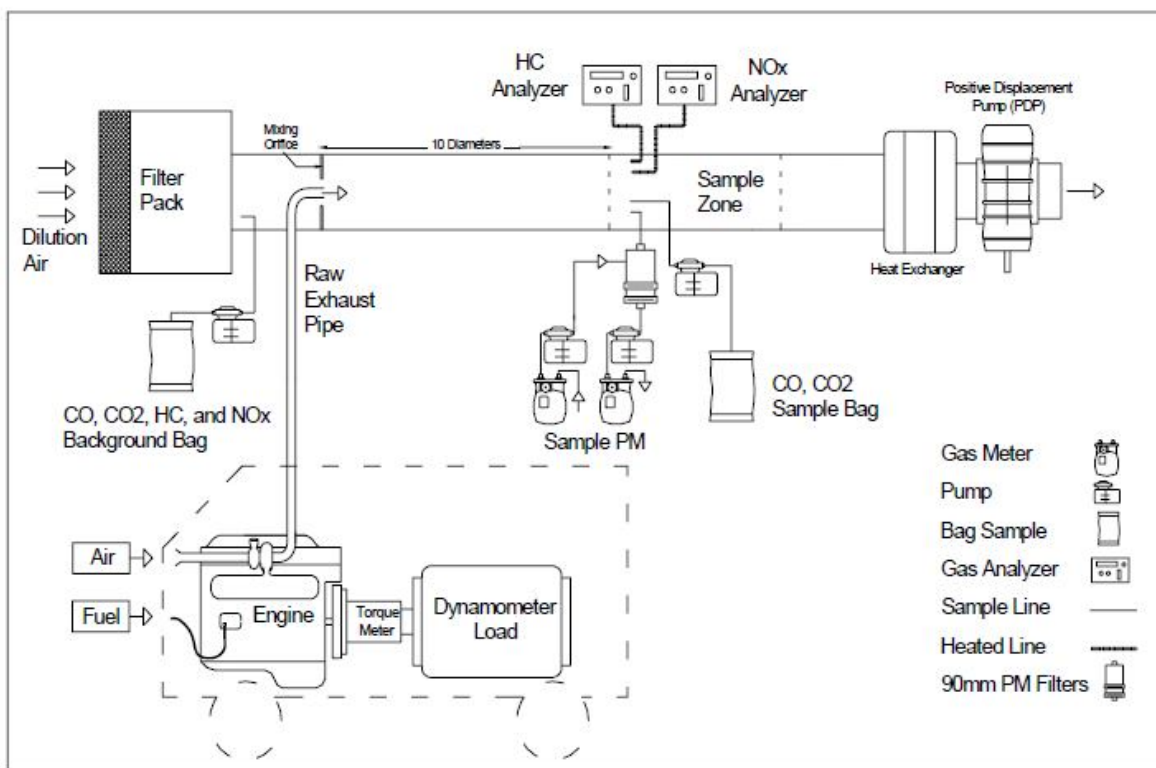 HC
Analyzer
NOx
Analyzer
Positive Displacement
Pump (PDP)
Mixing
Orifice
10 Diameters
Filter
Pack
Sample
Zone
Dilution
Air
Heat Exchanger
Raw
Exhaust
Pipe
CO, CO2
Sample Bag
CO, CO2, HC, and NOx
Background Bag
Sample PM
Gas Meter
Pump
Bag Sample
Gas Analyzer
Sample Line
Heated Line
90mm PM Filters
Air
Fuel
Engine
Torque
Meter
Dynamometer
Load